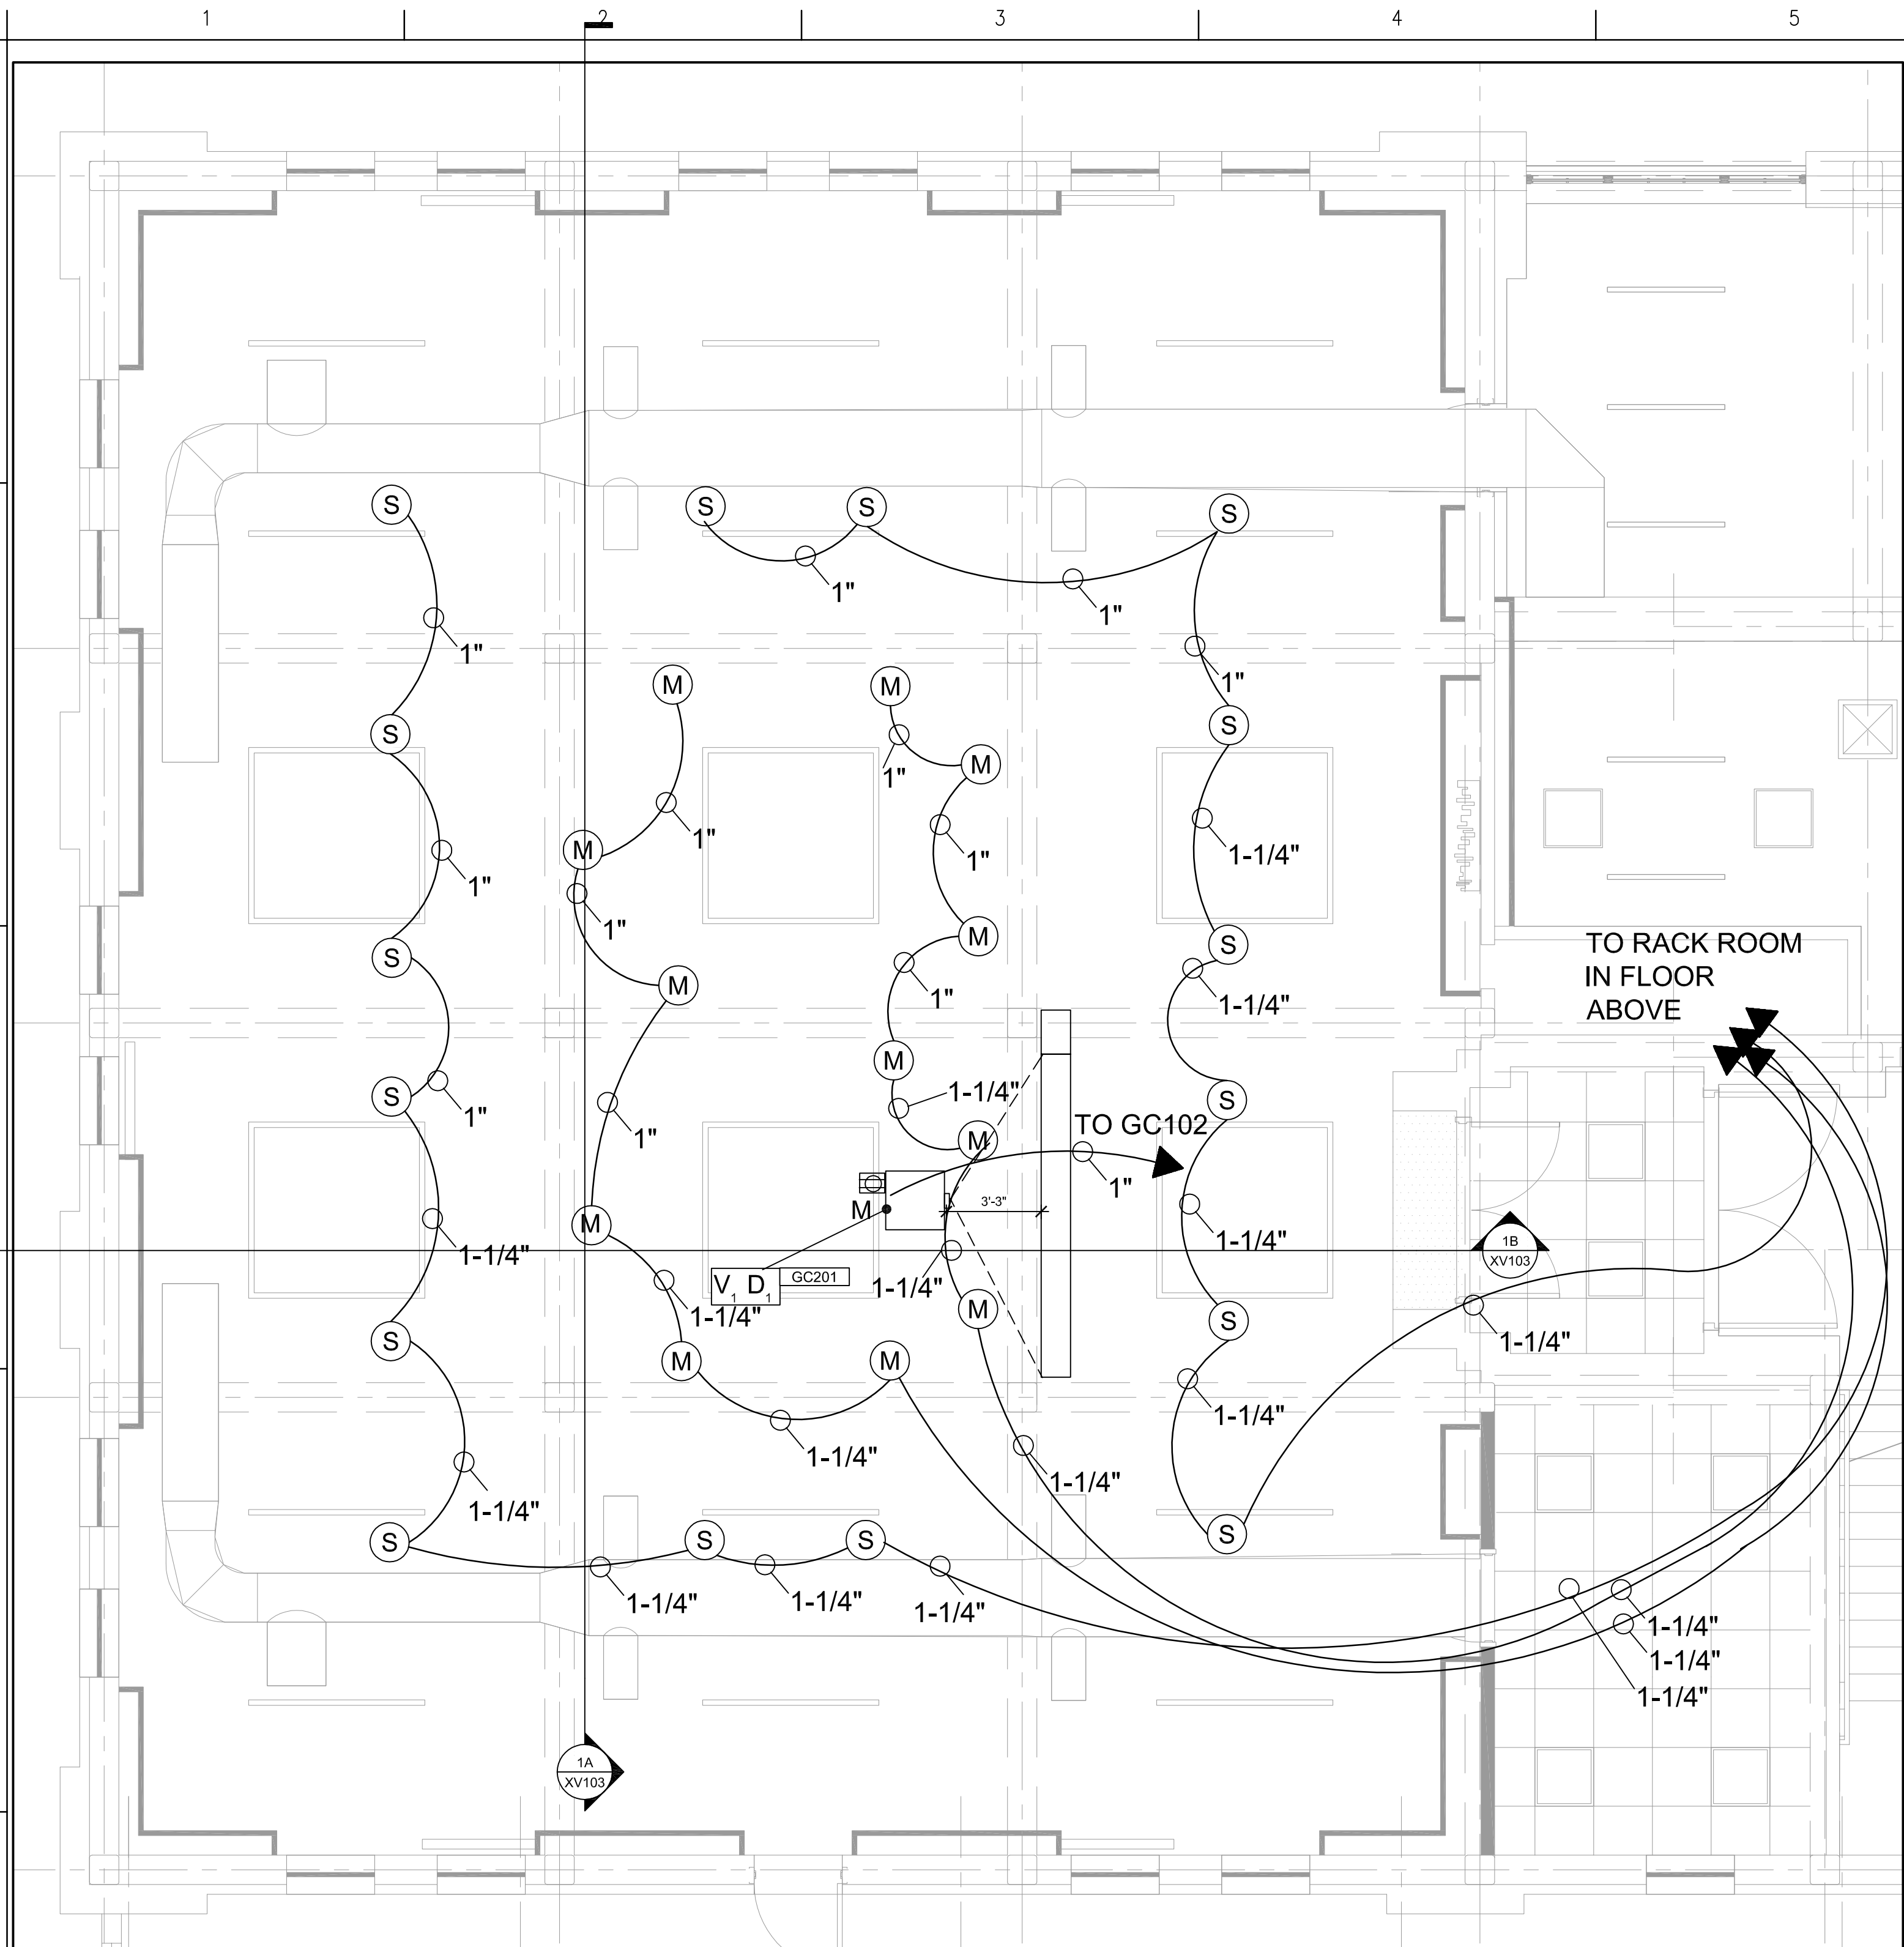 1 2 3 4 5
S S S S
1" 1"
1" 1"
M M S
M
1" 1"
S
1" M 1" 1-1/4"
1" 1"
M S
TO RACK ROOM
IN FLOOR
ABOVE
S M 1" 1-1/4"
M
1-1/4"
S 1" 1" M S
TO GC102
M
1" 3'-3"
M
M 1-1/4"
1-1/4" 1B
XV103
V1 D1 GC201 1-1/4"
1-1/4" M
S 1-1/4"
S M M
1-1/4"
1-1/4" 1-1/4"
1-1/4"
S S S S
1-1/4" 1-1/4" 1-1/4"
1-1/4"
1-1/4"
1-1/4"
1A
XV103